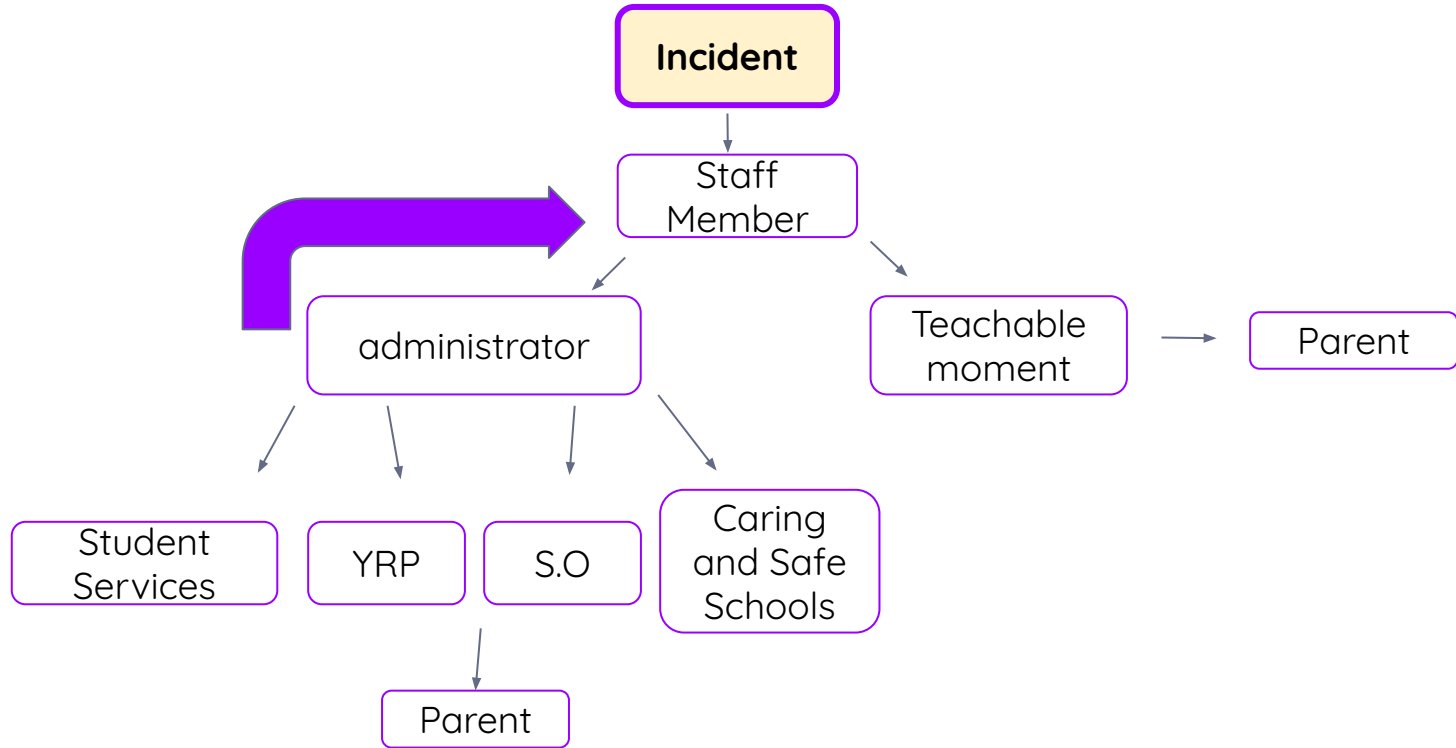 Incident
Staff
Member
administrator
Teachable
moment
Parent
Student
Services
YRP
S.O
Caring
and Safe
Schools
Parent